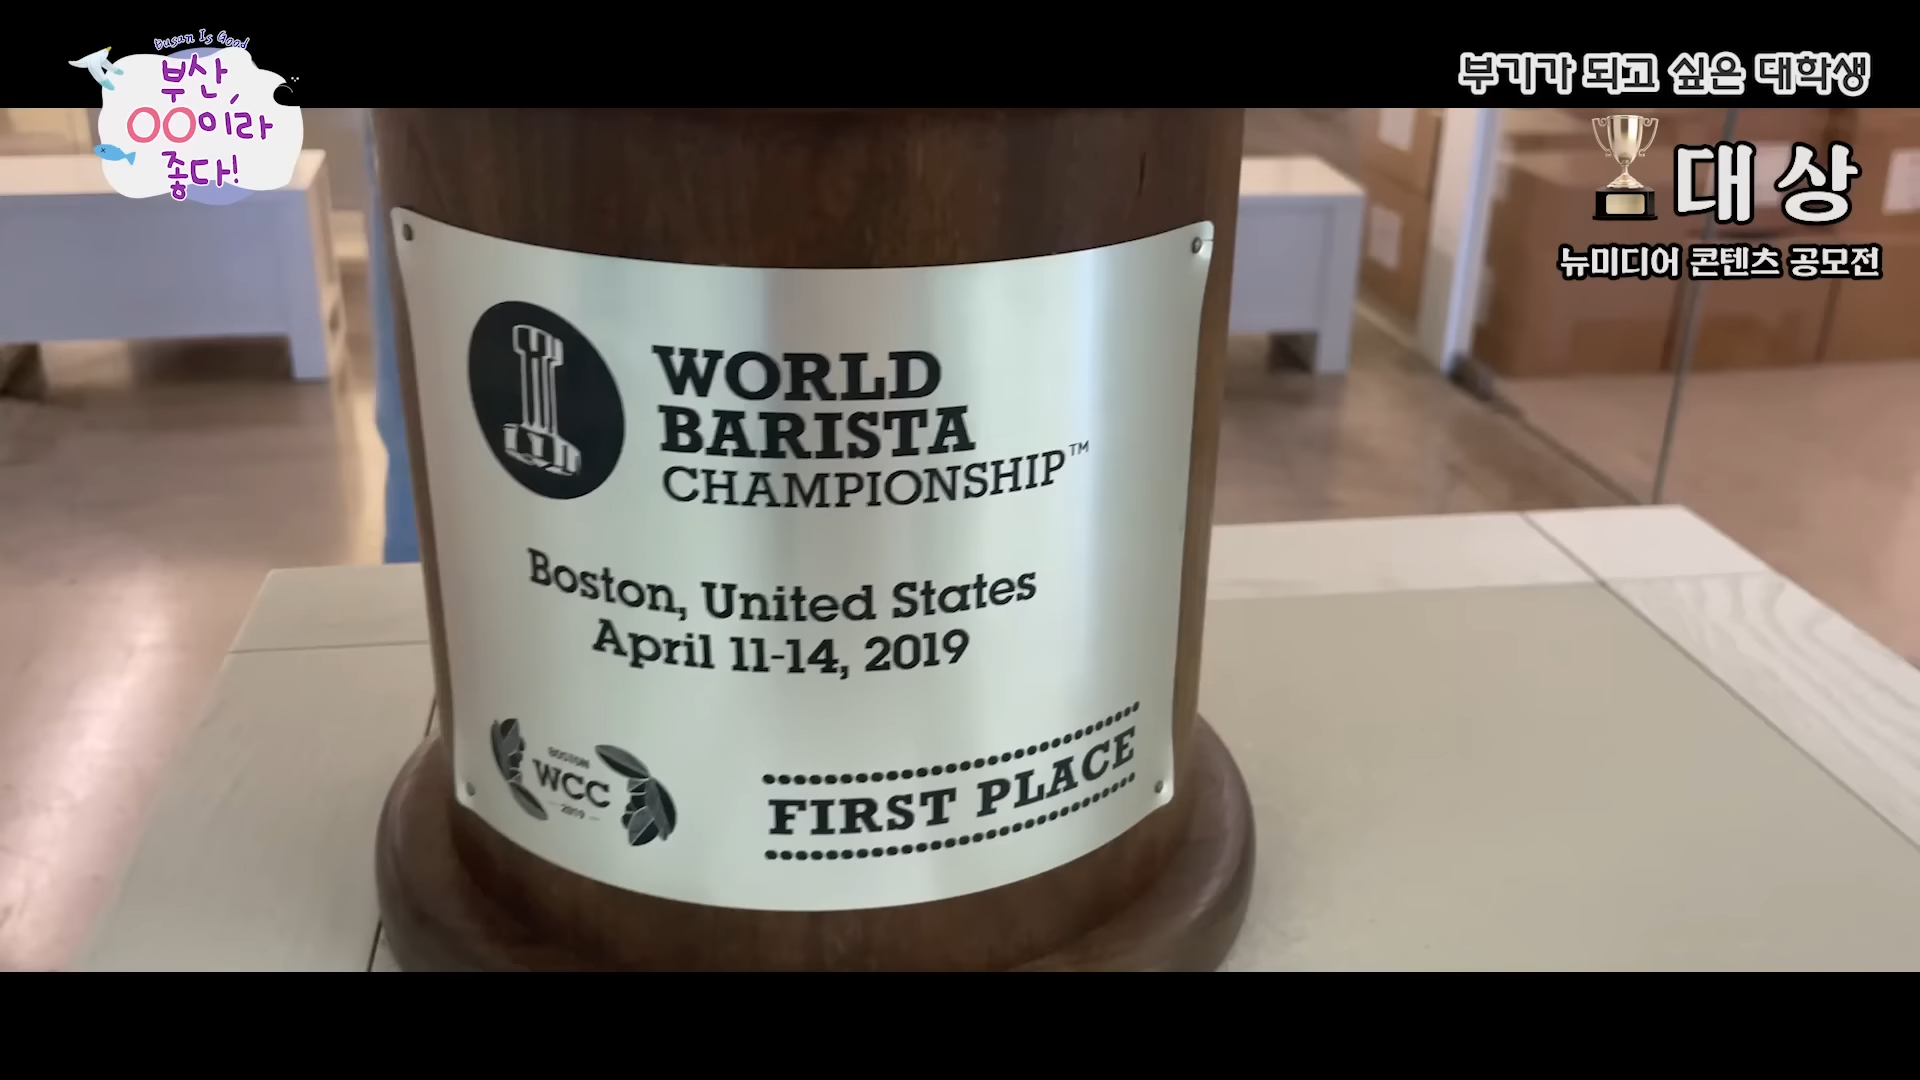 Busan Is Good
부산,
OO이라
좋다!
부기가 되고 싶은 대학생
대상
뉴미디어 콘텐츠 공모전
WORLD
BARISTA
CHAMPIONSHIP™
Boston, United States
April 11-14, 2019
BOSTON
WCC
2019
FIRST PLACE